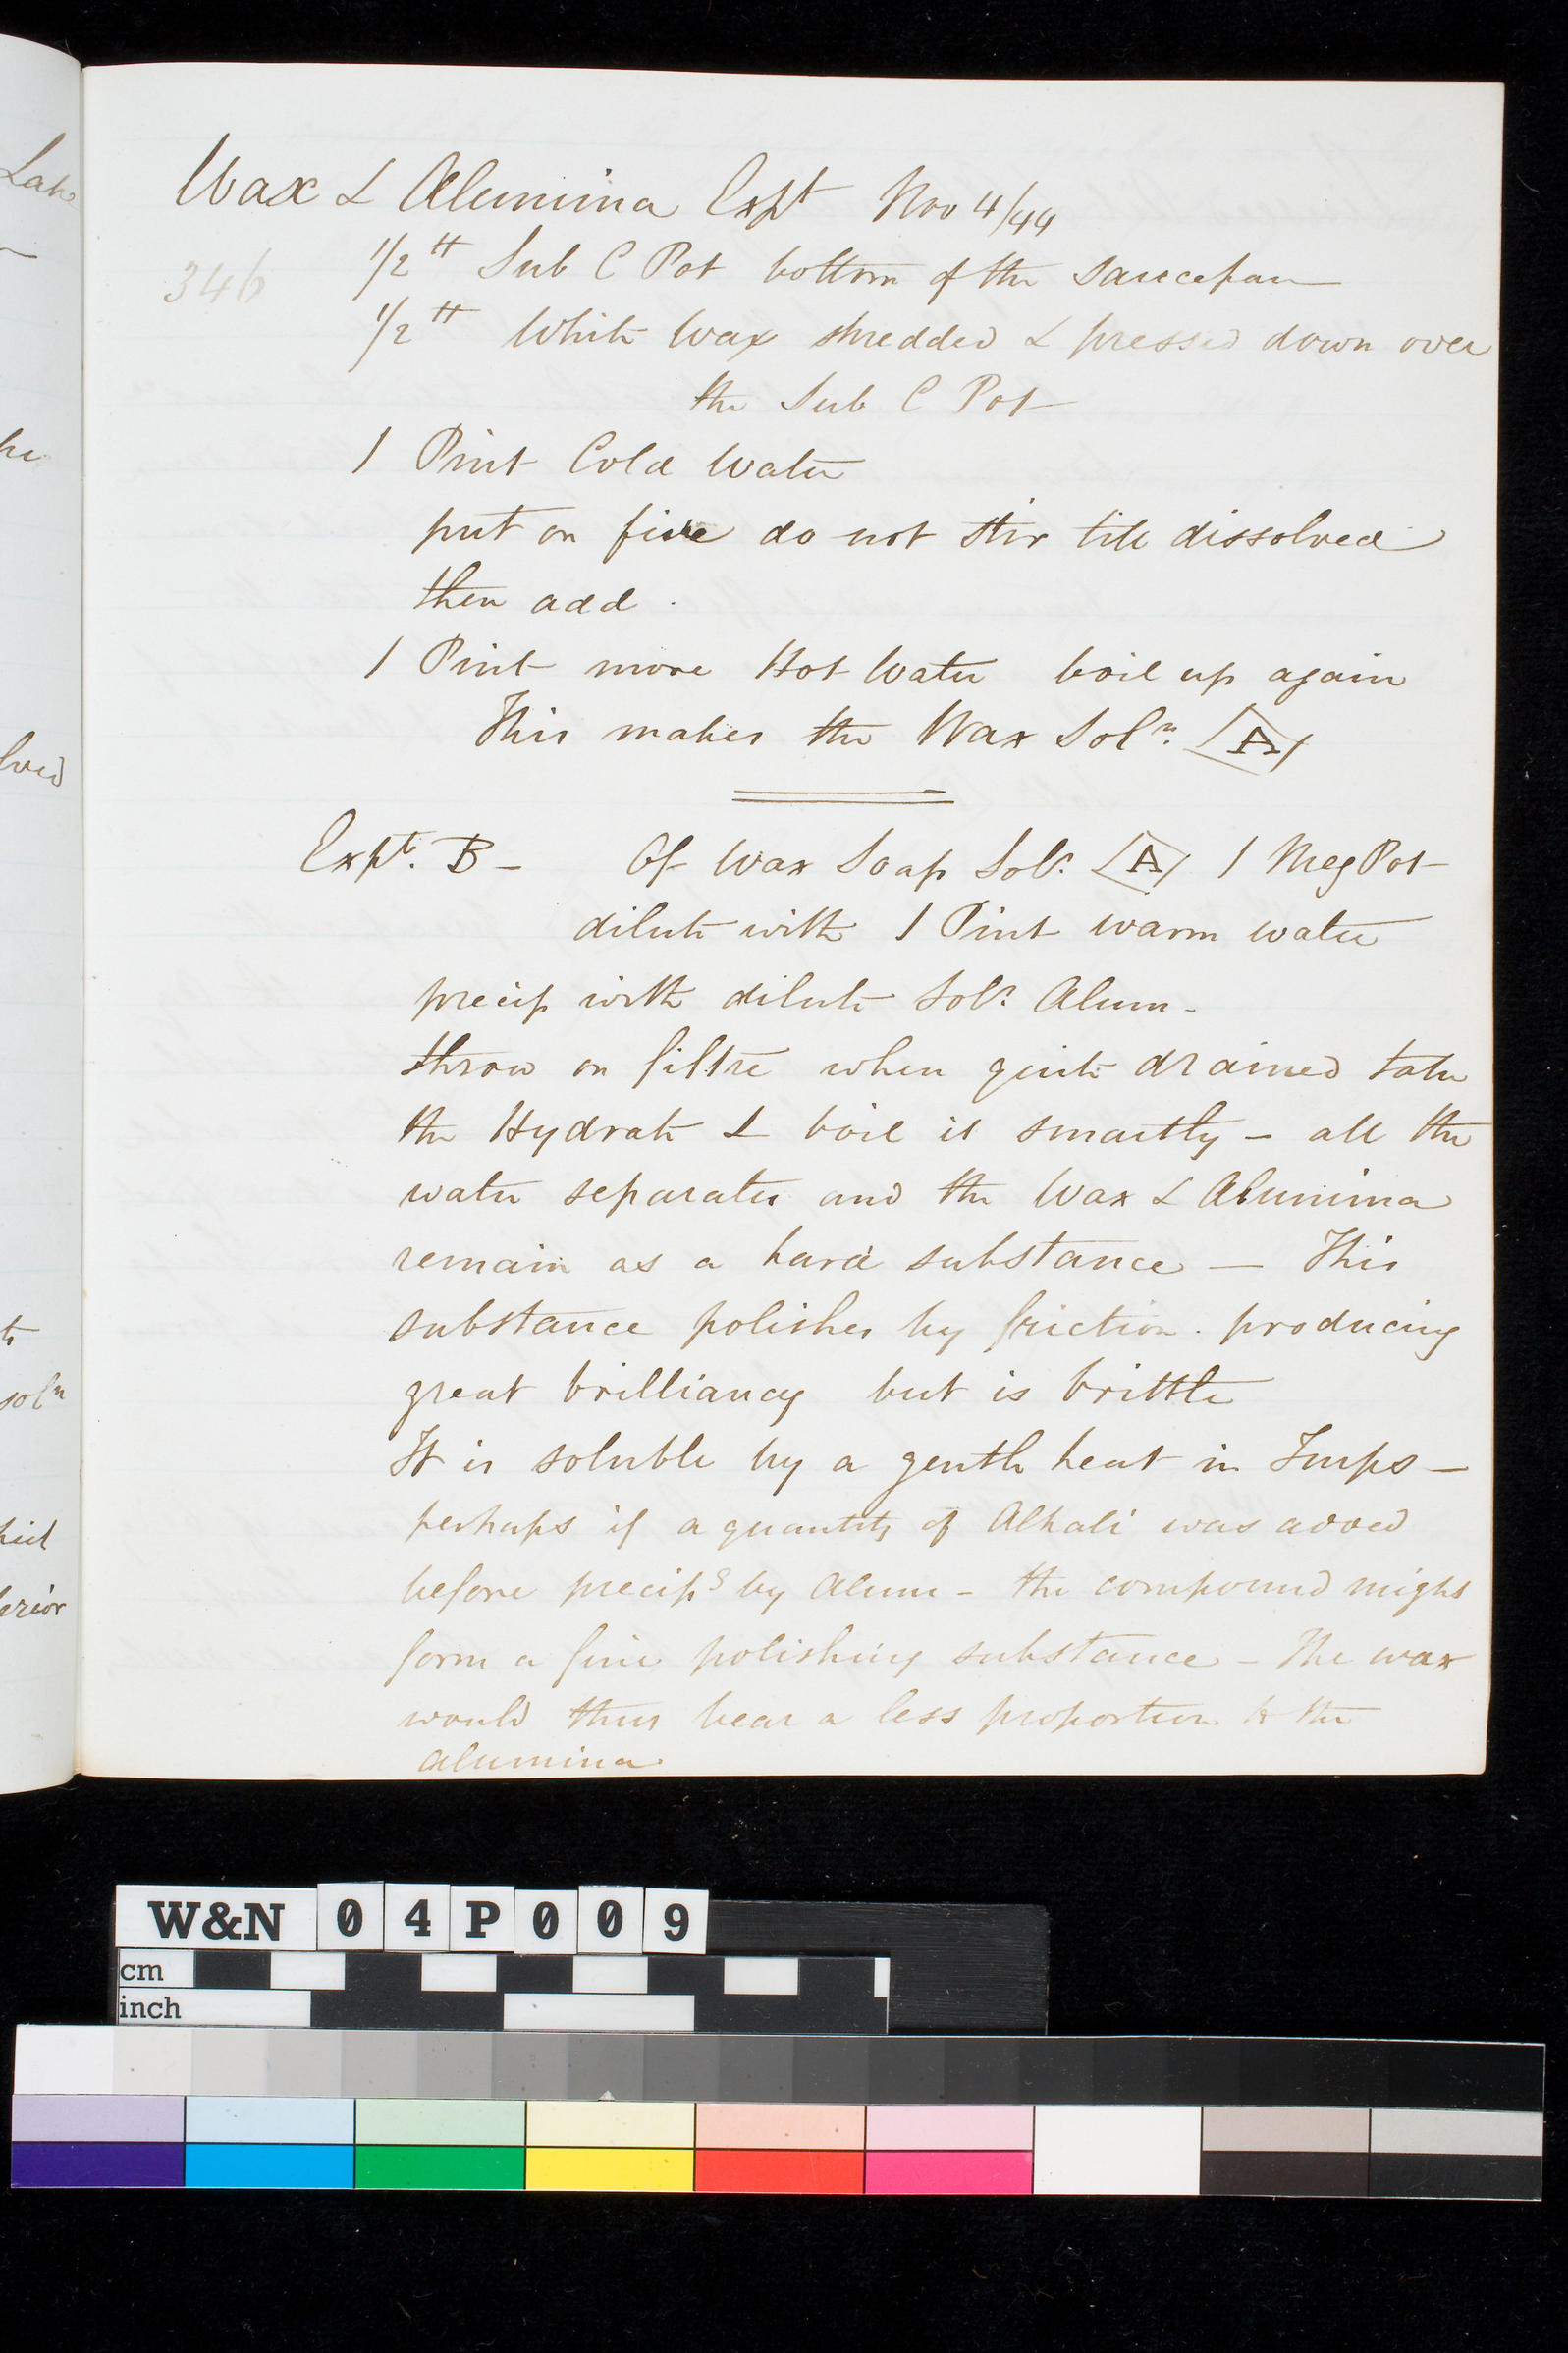 Wax & Alumina Expt Nov 4/44
346
1/2 lb Sub C Pot bottom of the saucepan
1/2 lb White Wax shredded & pressed down over
the Sub C Pot
1 Pint Cold Water
put on fire do not stir till dissolved
then add.
1 Pint more Hot Water boil up again
This makes the Wax Soln. A
Expt. B - Of Wax Soap Soln. A 1 Meg Pot
dilute with 1 Pint warm water
precip with dilute Soln. Alum -
throw on filtre when quite drained take
the Hydrate & boil it smartly - all the
water separates and the Wax & Alumina
remain as a hard substance - This
substance polishes by friction. producing
great brilliancy but is brittle
It is soluble by a gentle heat in Turps -
perhaps if a quantity of Alkali was added
before precipg by Alum - the compound might
form a fine polishing substance - The wax
would thus bear a less proportion to the
alumina
Lake
lved
soln
erior
W&N 04P009
cm
inch